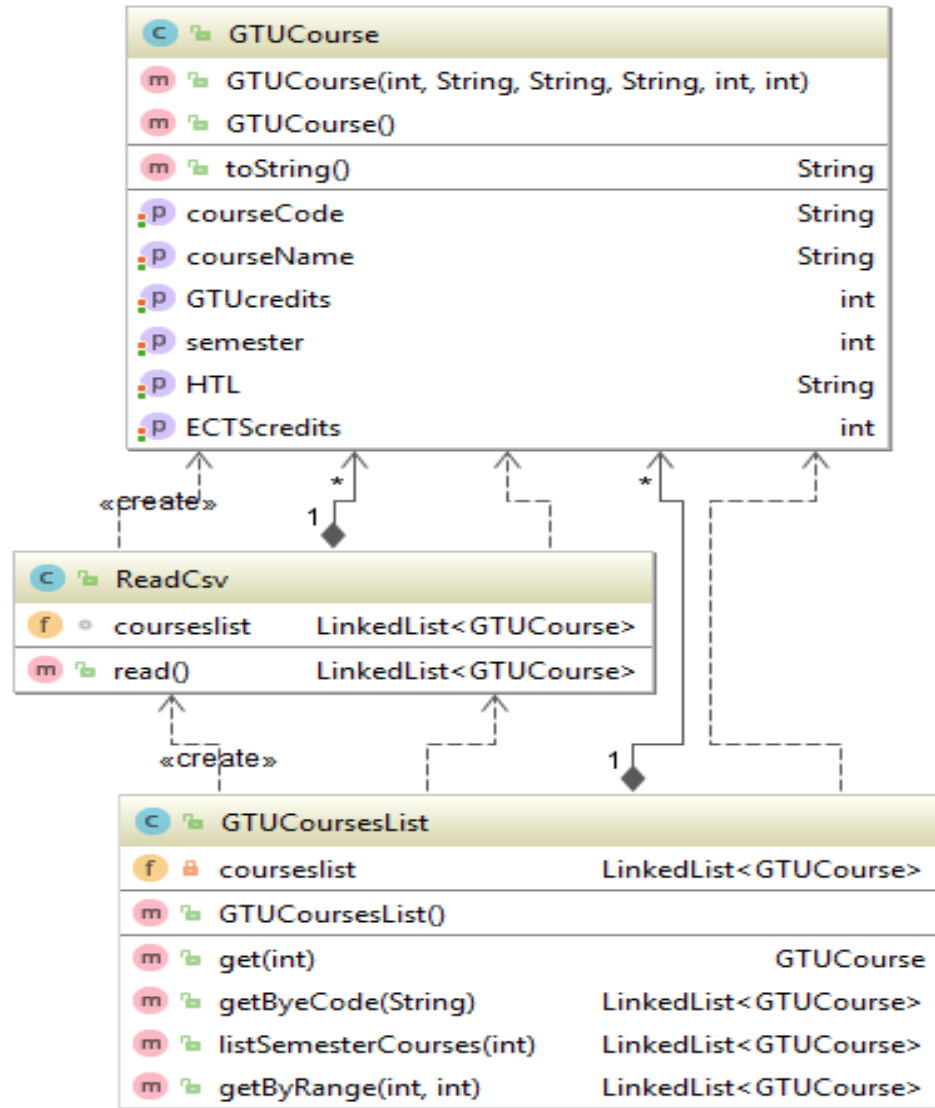 C GTUCourse
m GTUCourse(int, String, String, String, int, int)
m GTUCourse()
m toString() String
p courseCode String
p courseName String
p GTUcredits int
p semester int
p HTL String
p ECTScredits int
* *
«create»
1
C ReadCsv
f courseslist LinkedList<GTUCourse>
m read() LinkedList<GTUCourse>
«create»
1
C GTUCoursesList
f courseslist LinkedList<GTUCourse>
m GTUCoursesList()
m get(int) GTUCourse
m getByeCode(String) LinkedList<GTUCourse>
m listSemesterCourses(int) LinkedList<GTUCourse>
m getByRange(int, int) LinkedList<GTUCourse>